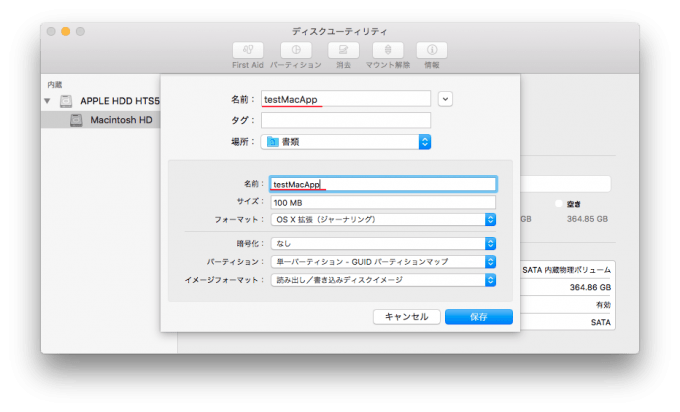 ディスクユーティリティ
First Aid パーティション 消去 マウント解除 情報
内蔵
APPLE HDD HTS5
Macintosh HD
名前： testMacApp
タグ：
場所： 書類
名前： testMacApp
サイズ： 100 MB
フォーマット： OS X 拡張（ジャーナリング）
暗号化： なし
パーティション： 単一パーティション - GUID パーティションマップ
イメージフォーマット： 読み出し／書き込みディスクイメージ
キャンセル 保存
空き
GB 364.85 GB
SATA 内蔵物理ボリューム
364.86 GB
有効
SATA